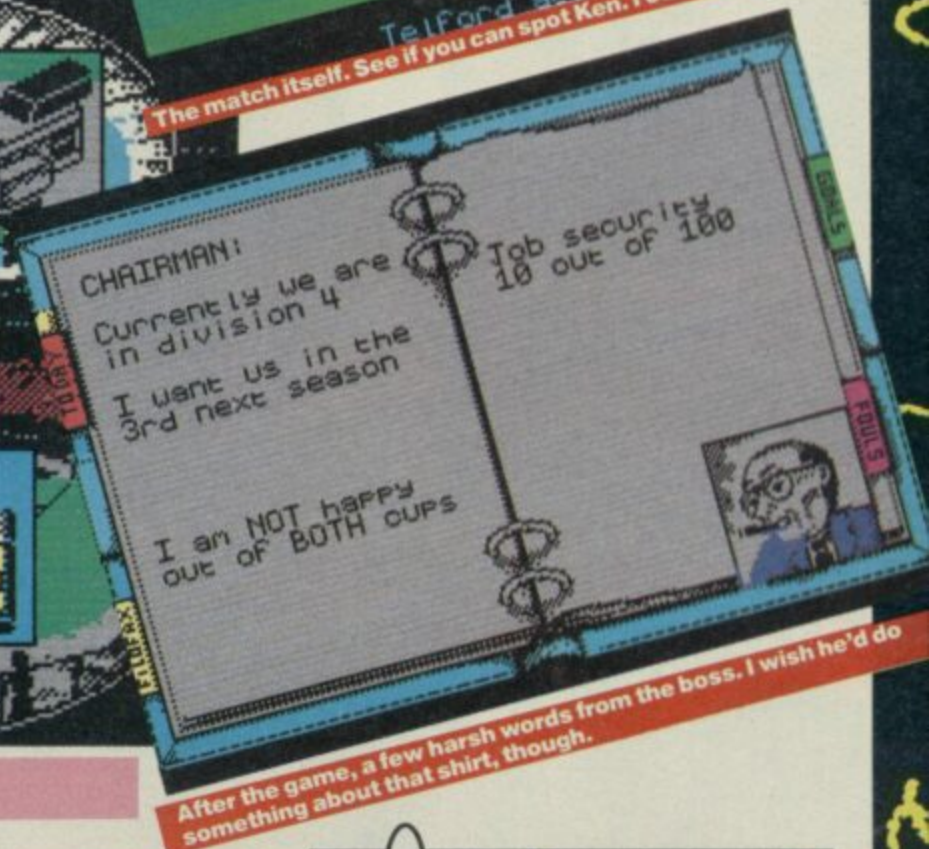 Telford
The match itself. See if you can spot Ken.
CHAIRMAN:
Currently we are
in division 4
I want us in the
3rd next season
I am NOT happy
out of BOTH cups
Job security
10 out of 100
GOALS
FOULS
After the game, a few harsh words from the boss. I wish he'd do
something about that shirt, though.